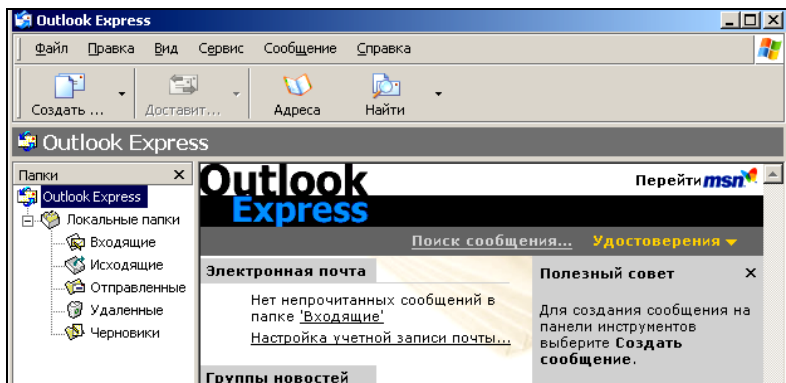 Outlook Express
Файл Правка Вид Сервис Сообщение Справка
Создать ... Доставит... Адреса Найти
Outlook Express
Папки
Outlook Express
Локальные папки
Входящие
Исходящие
Отправленные
Удаленные
Черновики
Outlook
Express
Перейти msn
Поиск сообщения... Удостоверения
Электронная почта
Нет непрочитанных сообщений в
папке 'Входящие'
Настройка учетной записи почты...
Группы новостей
Полезный совет
Для создания сообщения на
панели инструментов
выберите Создать
сообщение.